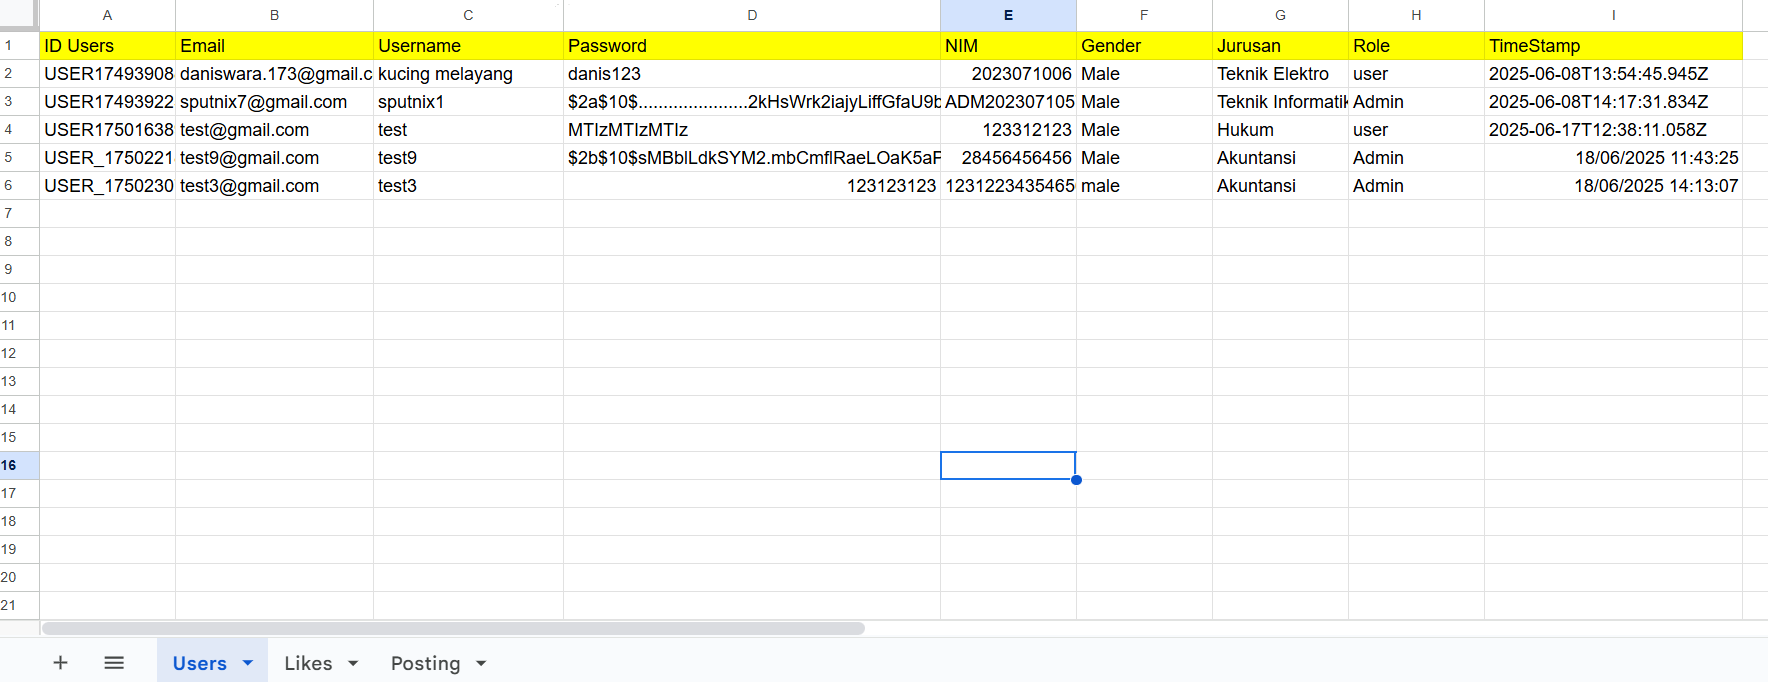 A B C D E F G H I
1 ID Users Email Username Password NIM Gender Jurusan Role TimeStamp
2 USER17493908 daniswara.173@gmail.c kucing melayang danis123 2023071006 Male Teknik Elektro user 2025-06-08T13:54:45.945Z
3 USER17493922 sputnix7@gmail.com sputnix1 $2a$10$......................2kHsWrk2iajyLiffGfaU9b ADM202307105 Male Teknik Informatik Admin 2025-06-08T14:17:31.834Z
4 USER17501638 test@gmail.com test MTIzMTIzMTIz 123312123 Male Hukum user 2025-06-17T12:38:11.058Z
5 USER_1750221 test9@gmail.com test9 $2b$10$sMBblLdkSYM2.mbCmflRaeLOaK5aF 28456456456 Male Akuntansi Admin 18/06/2025 11:43:25
6 USER_1750230 test3@gmail.com test3 123123123 1231223435465 male Akuntansi Admin 18/06/2025 14:13:07
7
8
9
10
11
12
13
14
15
16
17
18
19
20
21
Users Likes Posting